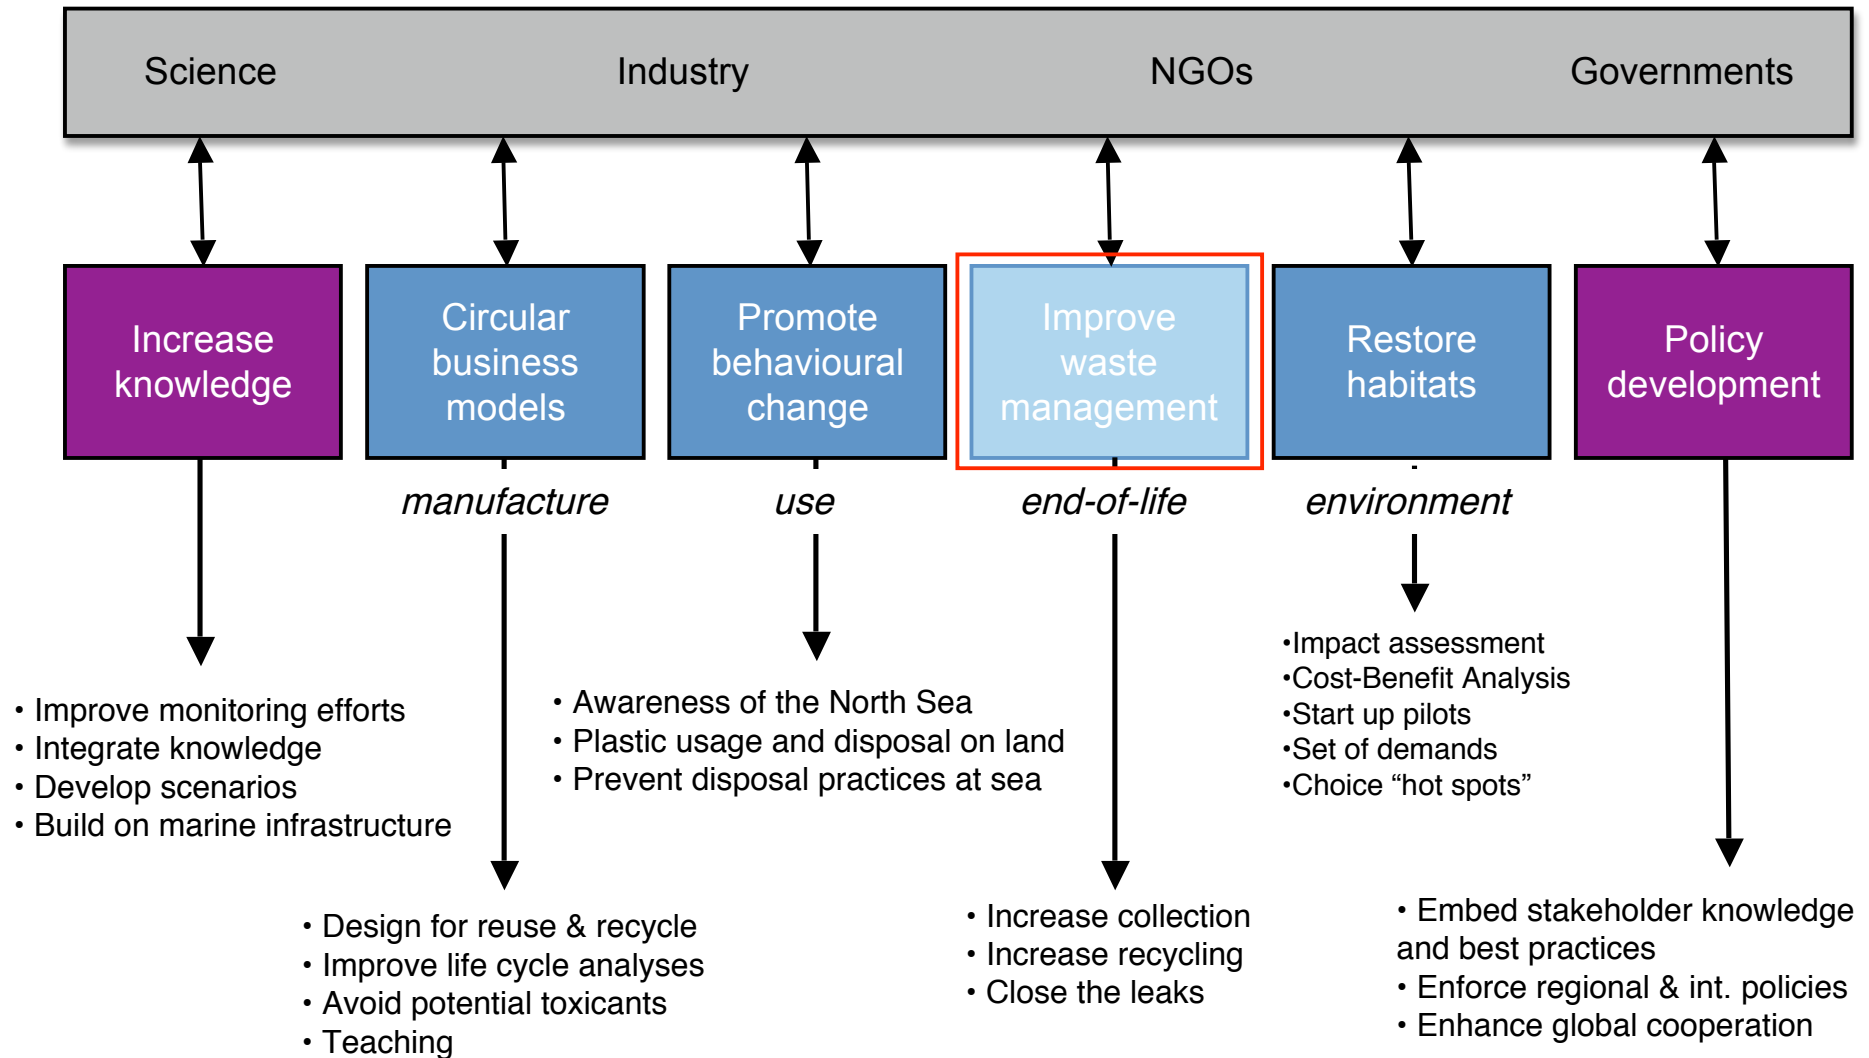 Science Industry NGOs Governments
Increase
knowledge
Circular
business
models
Promote
behavioural
change
Improve
waste
management
Restore
habitats
Policy
development
manufacture
use
end-of-life
environment
• Improve monitoring efforts
• Integrate knowledge
• Develop scenarios
• Build on marine infrastructure
• Design for reuse & recycle
• Improve life cycle analyses
• Avoid potential toxicants
• Teaching
• Awareness of the North Sea
• Plastic usage and disposal on land
• Prevent disposal practices at sea
• Increase collection
• Increase recycling
• Close the leaks
•Impact assessment
•Cost-Benefit Analysis
•Start up pilots
•Set of demands
•Choice “hot spots”
• Embed stakeholder knowledge
and best practices
• Enforce regional & int. policies
• Enhance global cooperation